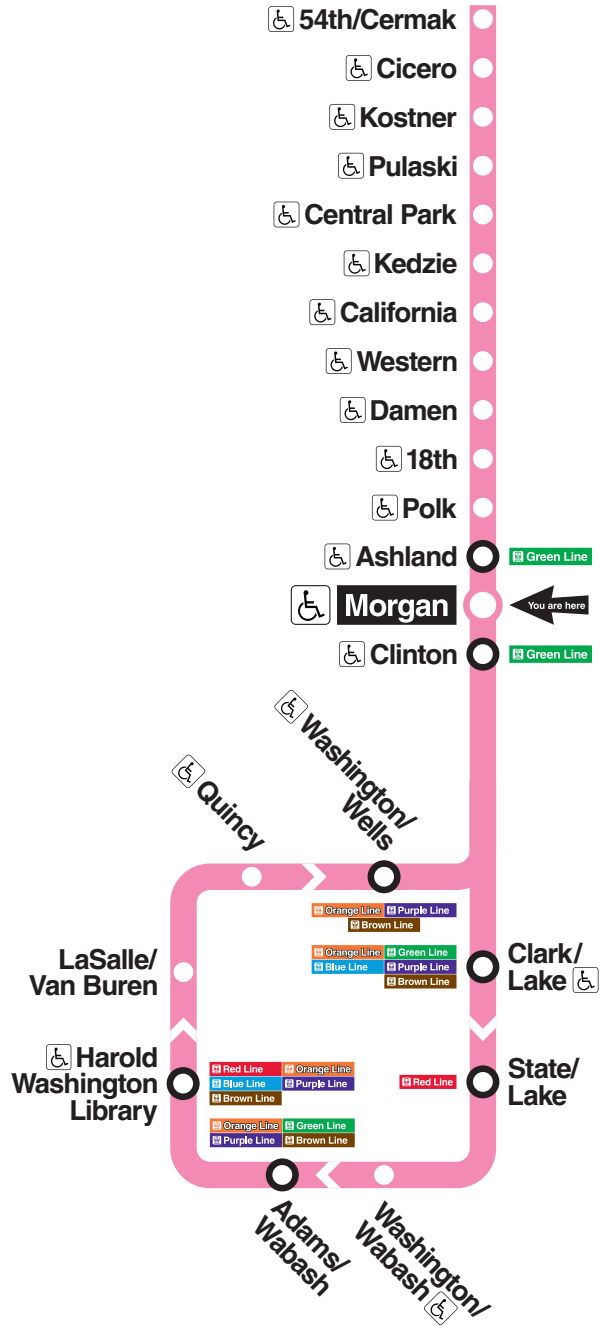 54th/Cermak
Cicero
Kostner
Pulaski
Central Park
Kedzie
California
Western
Damen
18th
Polk
Ashland
Green Line
Morgan
You are here
Clinton
Green Line
Washington/
Wells
Quincy
Orange Line Purple Line
Brown Line
Clark/
Lake
Orange Line Green Line
Blue Line Purple Line
Brown Line
LaSalle/
Van Buren
Harold
Washington
Library
Red Line Orange Line
Blue Line Purple Line
Brown Line
Red Line
State/
Lake
Orange Line Green Line
Purple Line Brown Line
Adams/
Wabash
Washington/
Wabash